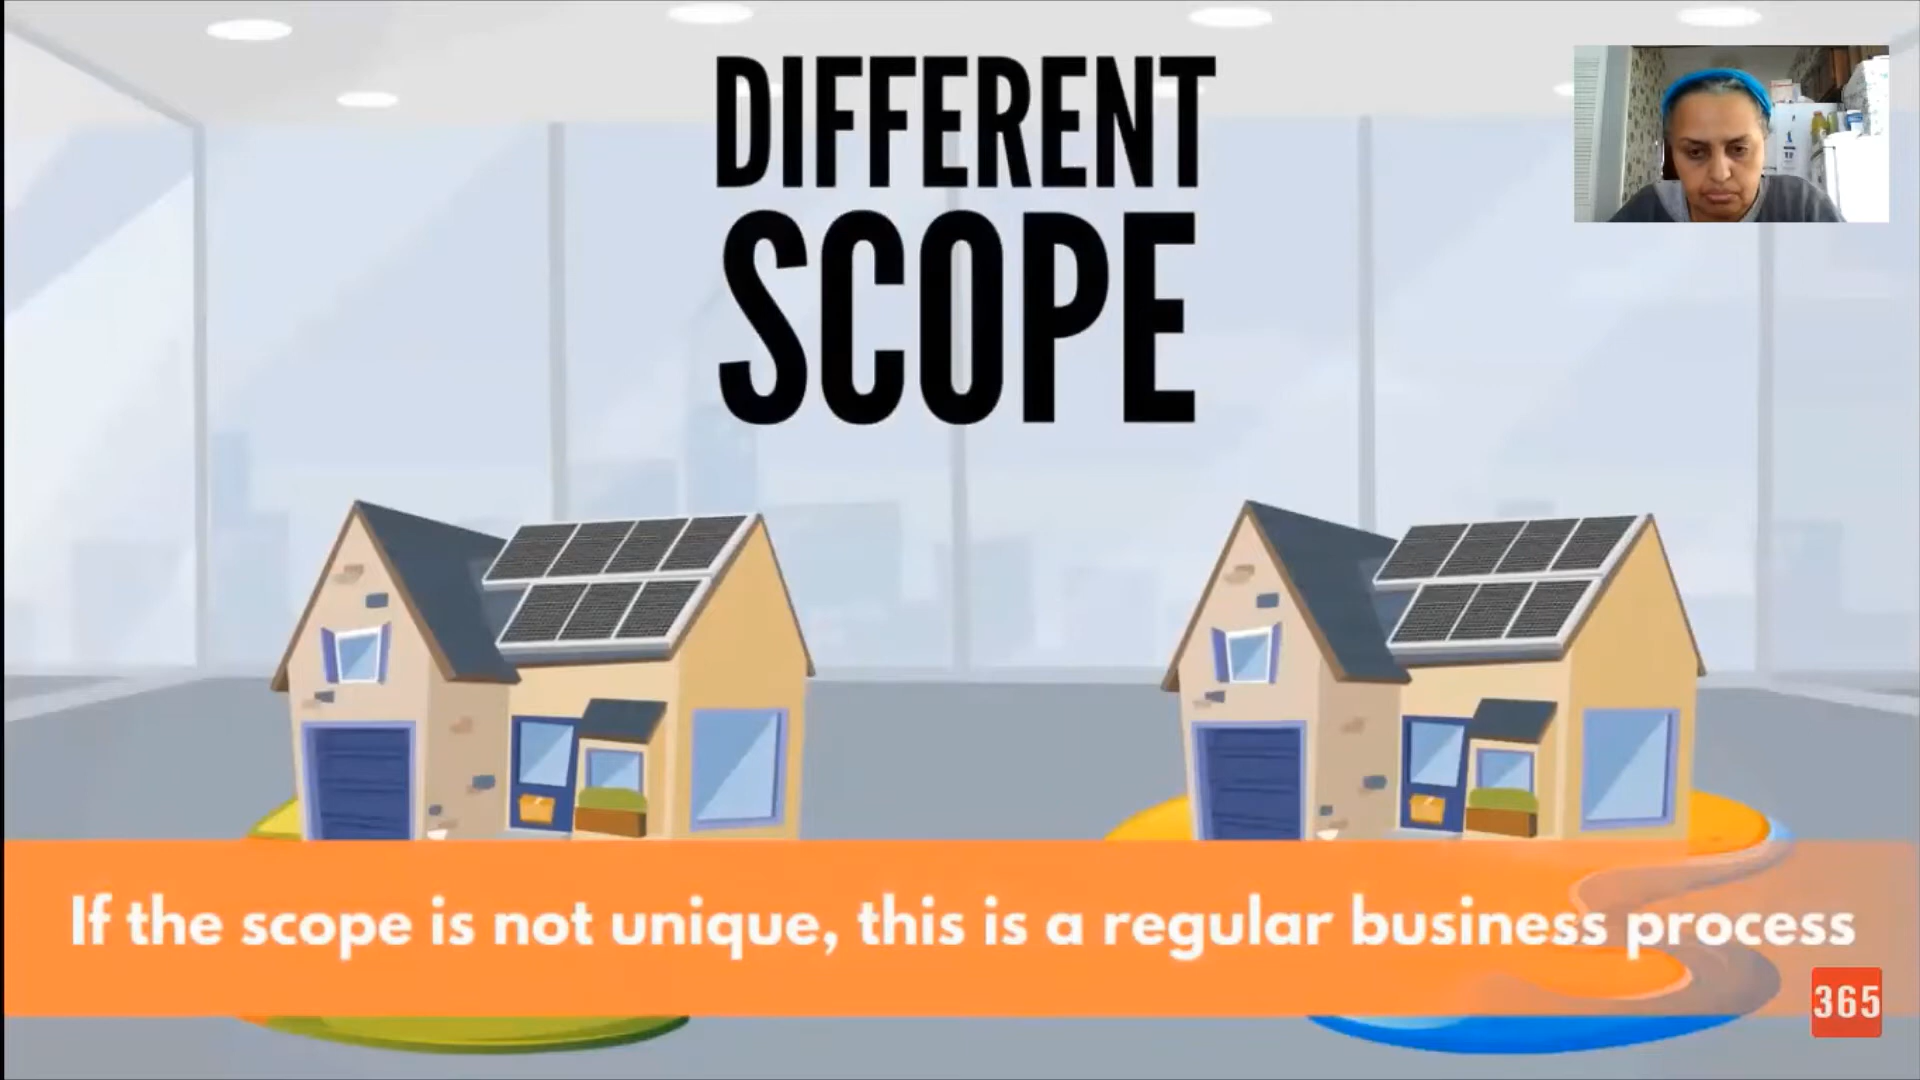 DIFFERENT
SCOPE
If the scope is not unique, this is a regular business process
365